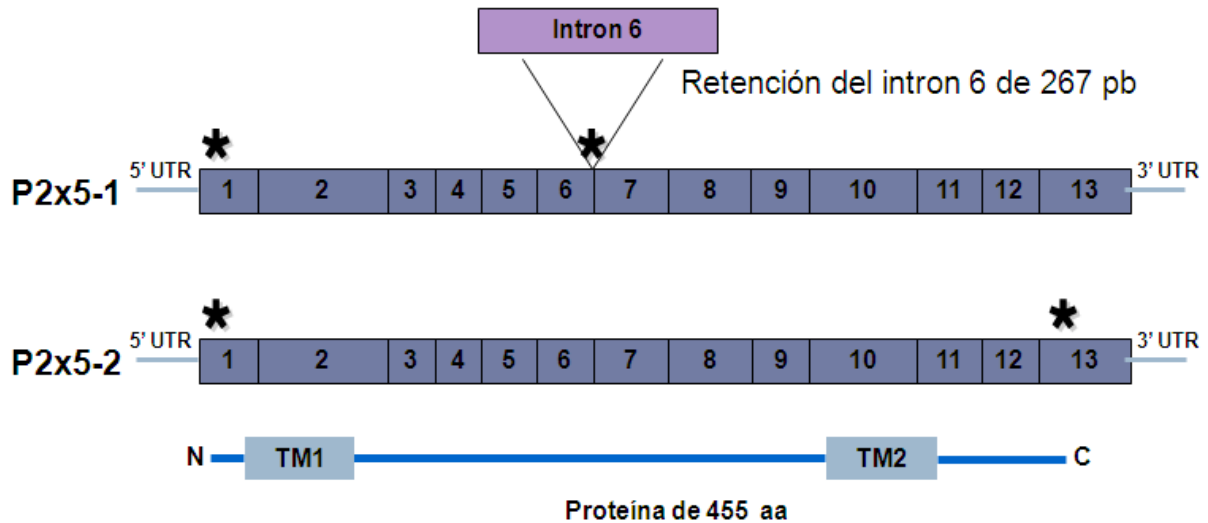 Intron 6
Retención del intron 6 de 267 pb
* *
P2x5-1 5' UTR 1 2 3 4 5 6 7 8 9 10 11 12 13 3' UTR
* *
P2x5-2 5' UTR 1 2 3 4 5 6 7 8 9 10 11 12 13 3' UTR
N TM1 TM2 C
Proteína de 455 aa